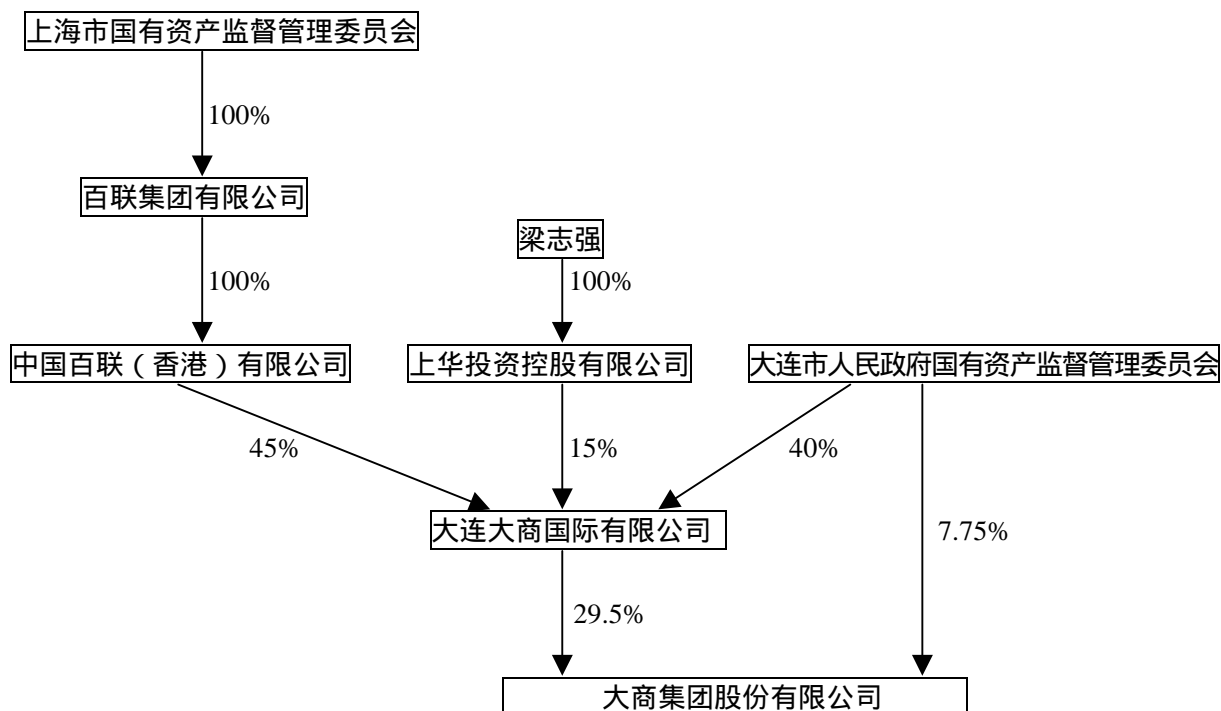 上海市国有资产监督管理委员会
100%
百联集团有限公司
梁志强
100%
100%
中国百联（香港）有限公司
上华投资控股有限公司
大连市人民政府国有资产监督管理委员会
45%
15%
40%
大连大商国际有限公司
7.75%
29.5%
大商集团股份有限公司